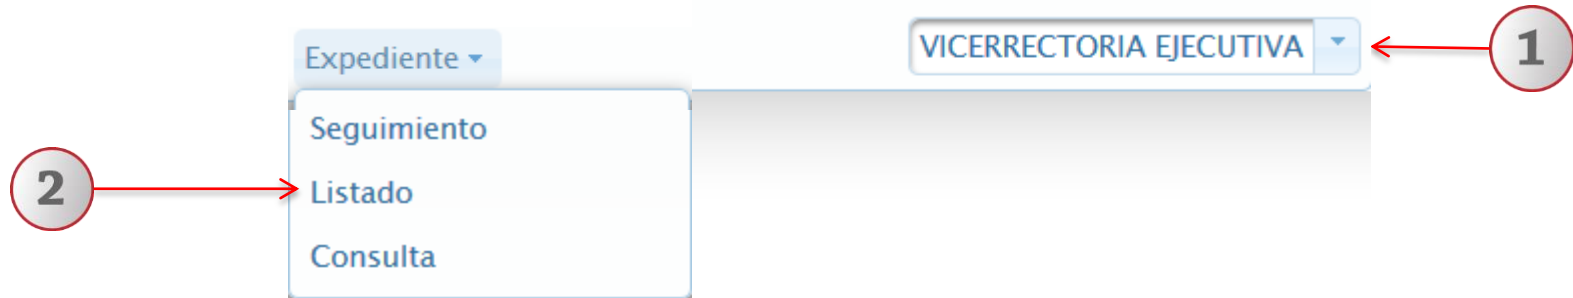 VICERRECTORIA EJECUTIVA
1
Expediente
Seguimiento
2
Listado
Consulta